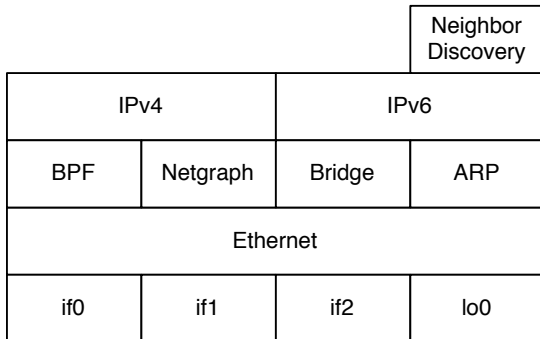 Neighbor
Discovery
IPv4 IPv6
BPF Netgraph Bridge ARP
Ethernet
if0 if1 if2 lo0